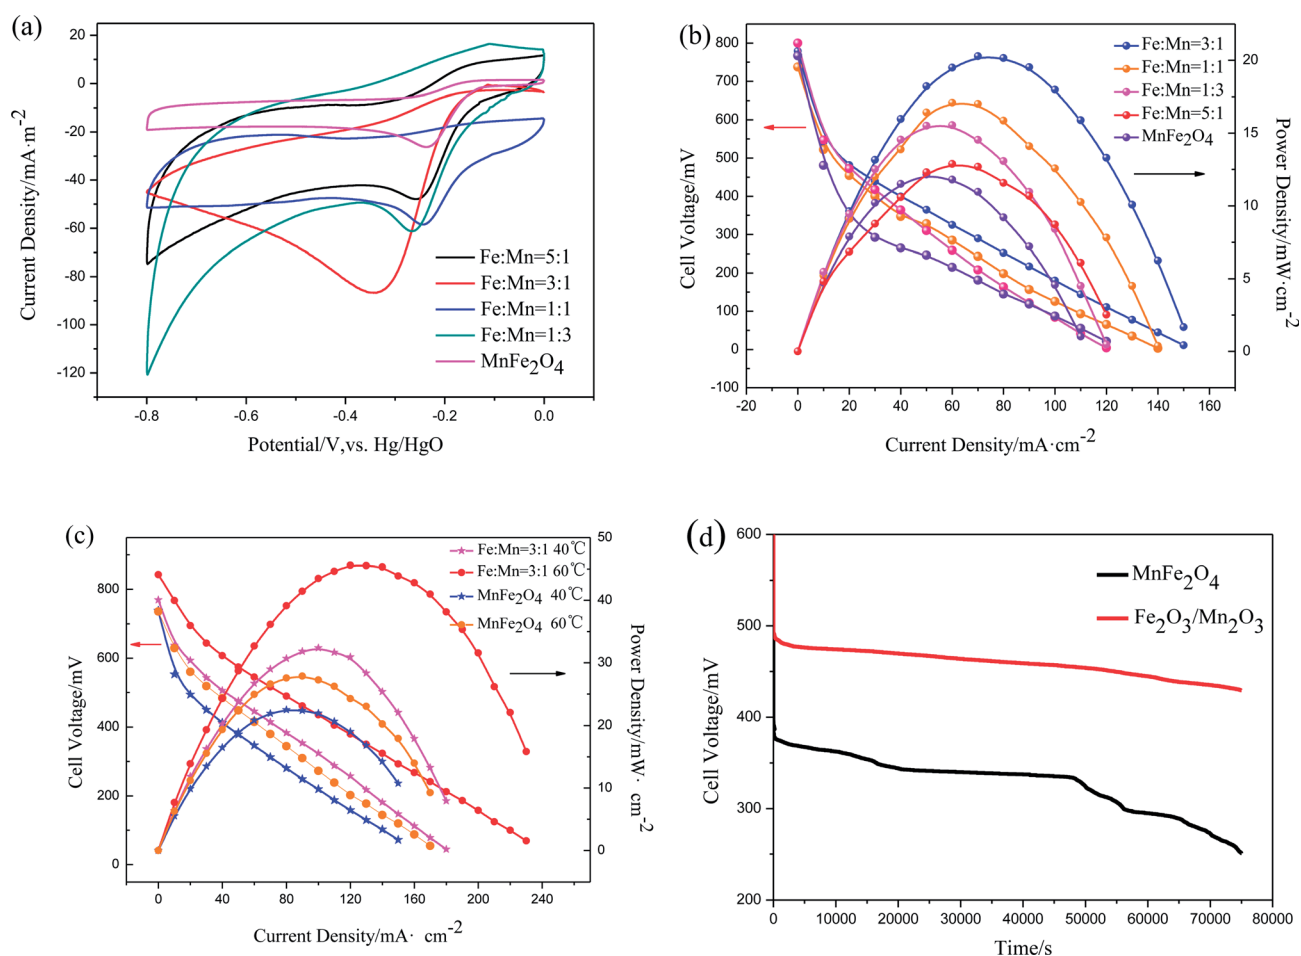 (a)
20
0
-20
-40
-60
-80
-100
-120
Current Density/mA·m-2
-0.8
-0.6
-0.4
-0.2
0.0
Potential/V,vs. Hg/HgO
Fe:Mn=5:1
Fe:Mn=3:1
Fe:Mn=1:1
Fe:Mn=1:3
MnFe2O4
(b)
800
700
600
500
400
300
200
100
0
-100
Cell Voltage/mV
-20
0
20
40
60
80
100
120
140
160
Current Density/mA·cm-2
20
15
10
5
0
Power Density/mW·cm-2
Fe:Mn=3:1
Fe:Mn=1:1
Fe:Mn=1:3
Fe:Mn=5:1
MnFe2O4
(c)
800
600
400
200
0
Cell Voltage/mV
0
40
80
120
160
200
240
Current Density/mA· cm-2
50
40
30
20
10
0
Power Density/mW· cm-2
Fe:Mn=3:1 40℃
Fe:Mn=3:1 60℃
MnFe2O4 40℃
MnFe2O4 60℃
(d)
600
500
400
300
200
Cell Voltage/mV
0
10000
20000
30000
40000
50000
60000
70000
80000
Time/s
MnFe2O4
Fe2O3/Mn2O3